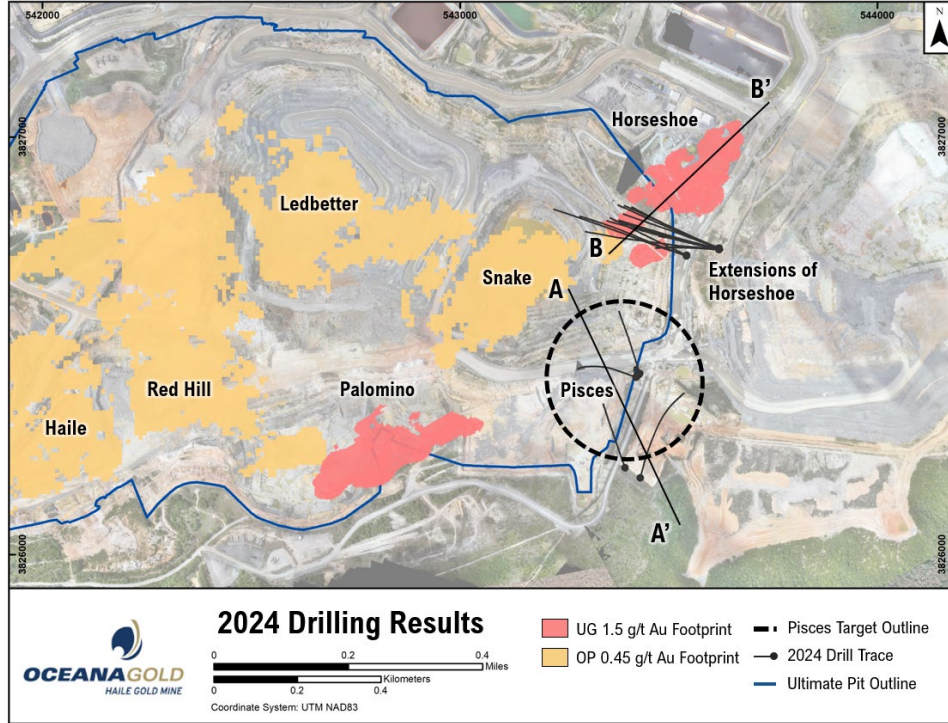 542000
543000
544000
N
B'
Horseshoe
3827000
3827000
Ledbetter
Snake
B
A
Extensions of
Horseshoe
Red Hill
Palomino
Pisces
Haile
A'
3826000
3826000
OCEANAGOLD
HAILE GOLD MINE
2024 Drilling Results
0 0.2 0.4
Miles
Kilometers
0 0.2 0.4
Coordinate System: UTM NAD83
UG 1.5 g/t Au Footprint
OP 0.45 g/t Au Footprint
Pisces Target Outline
2024 Drill Trace
Ultimate Pit Outline